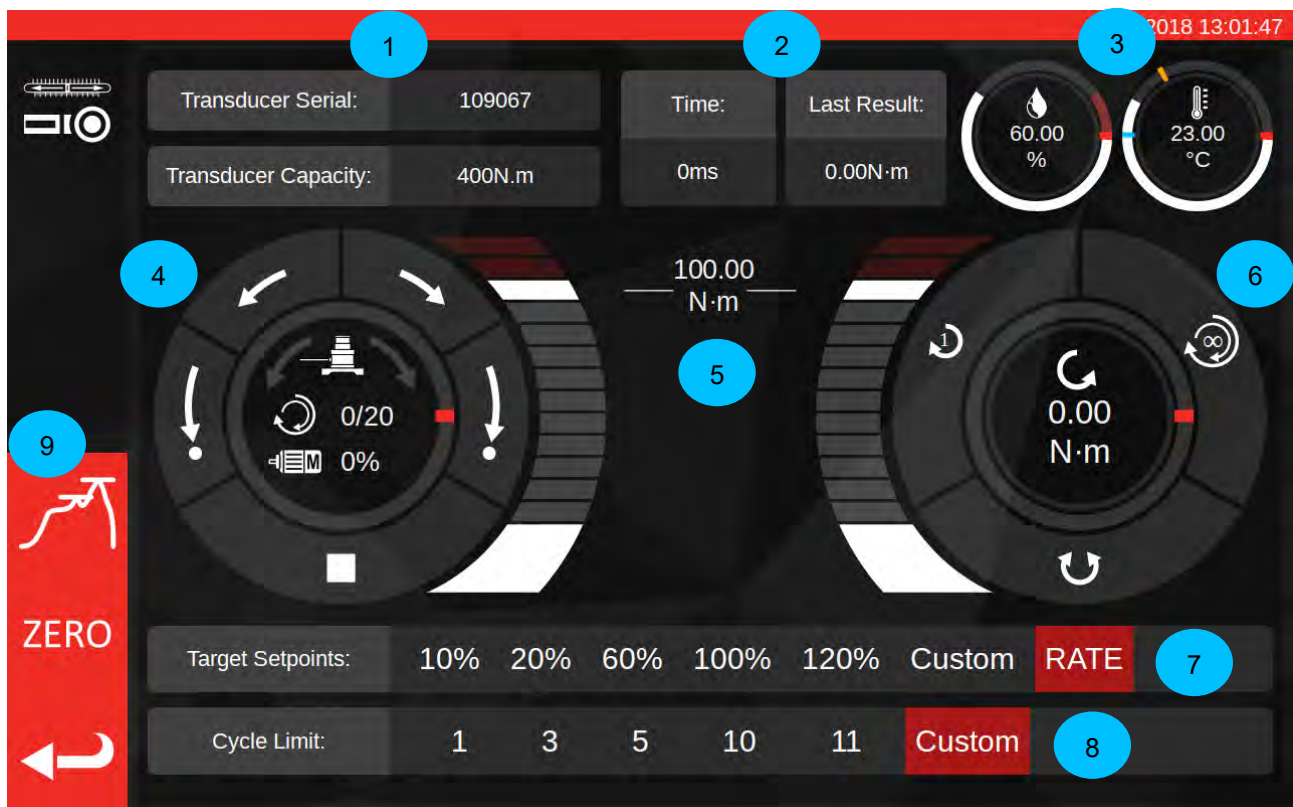 2018 13:01:47
1
2
3
Transducer Serial: 109067
Time: Last Result:
60.00
%
23.00
°C
Transducer Capacity: 400N.m
0ms 0.00N·m
4
100.00
N·m
5
6
0/20
0%
1
∞
0.00
N·m
9
ZERO
M
Target Setpoints: 10% 20% 60% 100% 120% Custom RATE
7
Cycle Limit: 1 3 5 10 11 Custom
8